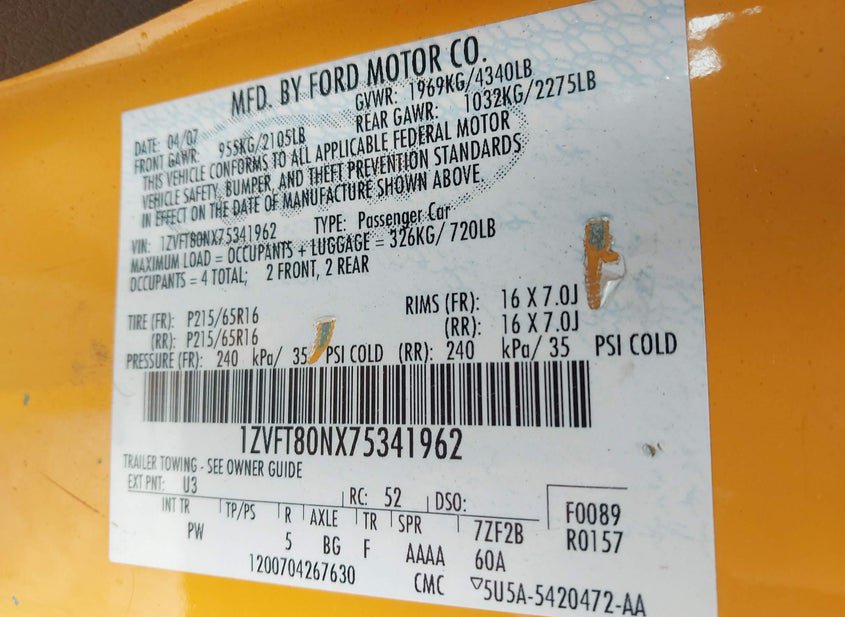 MFD. BY FORD MOTOR CO.
DATE: 04/07 GVWR: 1969KG/4340LB
FRONT GAWR: 955KG/2105LB REAR GAWR: 1032KG/2275LB
THIS VEHICLE CONFORMS TO ALL APPLICABLE FEDERAL MOTOR
VEHICLE SAFETY, BUMPER, AND THEFT PREVENTION STANDARDS
IN EFFECT ON THE DATE OF MANUFACTURE SHOWN ABOVE.
VIN: 1ZVFT80NX75341962 TYPE: Passenger Car
MAXIMUM LOAD = OCCUPANTS + LUGGAGE = 326KG/ 720LB
OCCUPANTS = 4 TOTAL; 2 FRONT, 2 REAR
TIRE (FR): P215/65R16 RIMS (FR): 16 X 7.0J
(RR): P215/65R16 (RR): 16 X 7.0J
PRESSURE (FR): 240 kPa/ 35 PSI COLD (RR): 240 kPa/ 35 PSI COLD
1ZVFT80NX75341962
TRAILER TOWING - SEE OWNER GUIDE
EXT PNT: U3 RC: 52 DSO: F0089
INT TR TP/PS R AXLE TR SPR 7ZF2B R0157
PW 5 BG F AAAA 60A
1200704267630 CMC ▽5U5A-5420472-AA